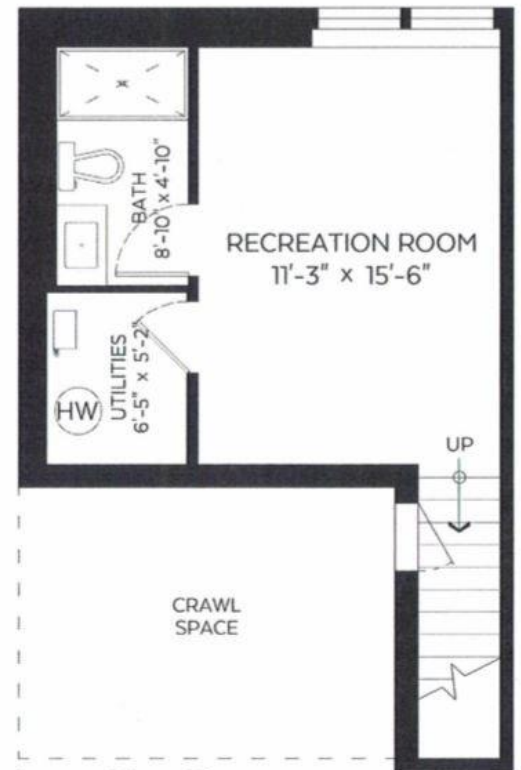 BATH
8'-10" x 4'-10"
RECREATION ROOM
11'-3" x 15'-6"
UTILITIES
6'-5" x 5'-2"
HW
UP
CRAWL
SPACE